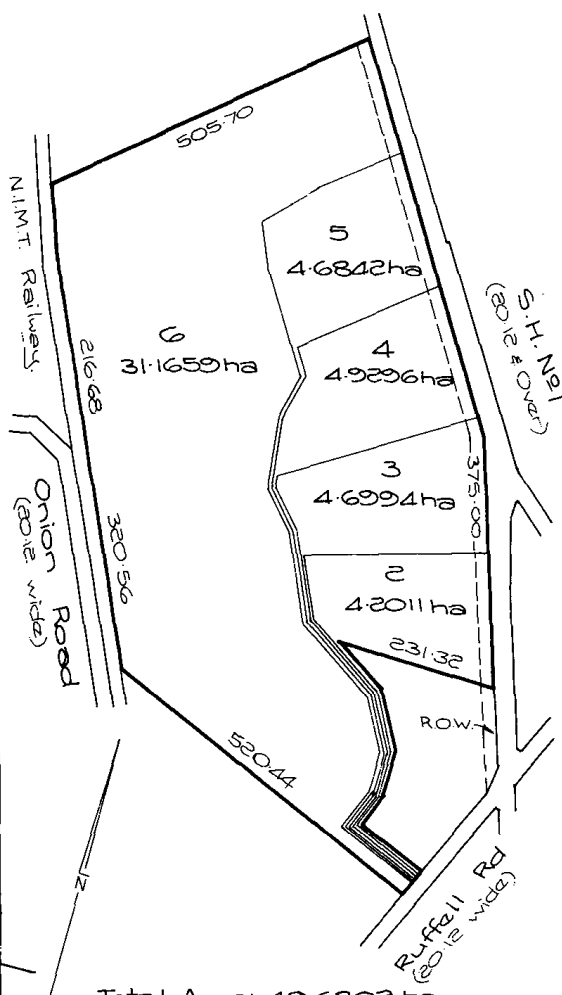 505·70
N.I.M.T. Railway.
5
4·6842ha
S.H. No1
(20·12 & Over)
6
31·1659ha
4
4·9296ha
216·68
3
4·6994ha
375·00
Onion Road
(20·12 wide)
320·56
2
4·2011ha
231·32
R.O.W.
520·44
N
Ruffell Rd
(20·12 wide)